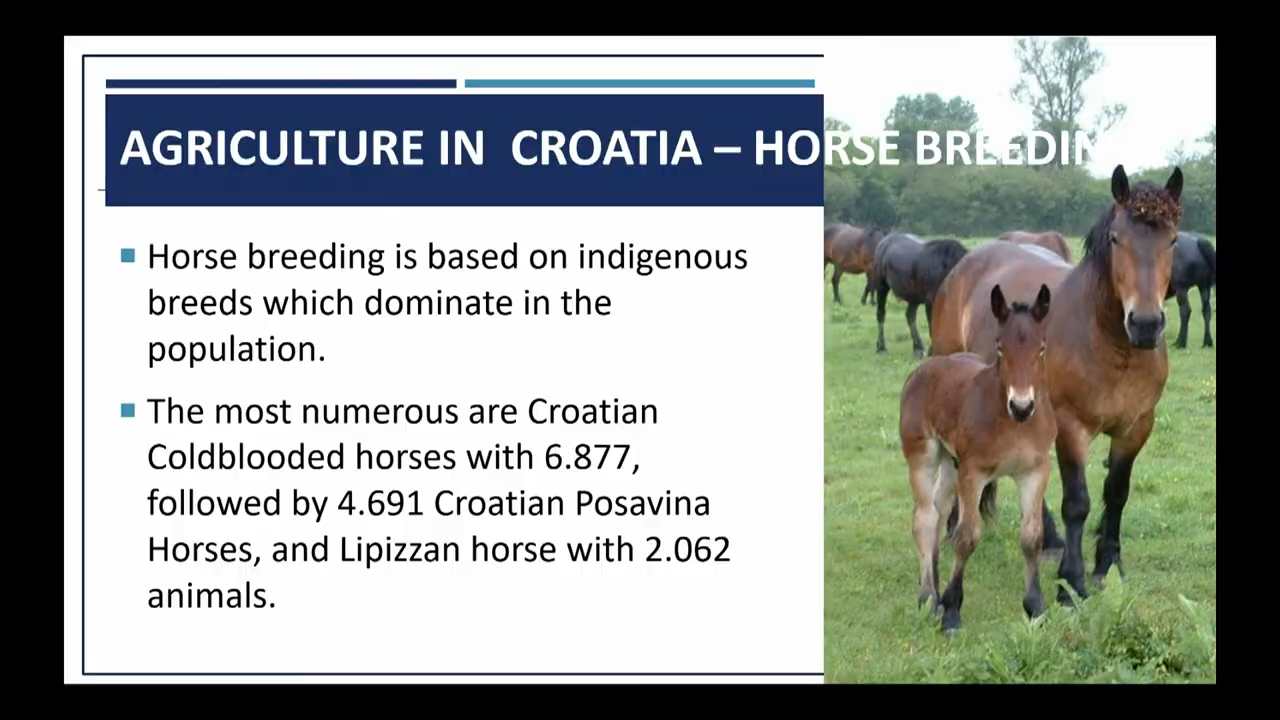 AGRICULTURE IN CROATIA – HORSE BREEDIN
Horse breeding is based on indigenous
breeds which dominate in the
population.
The most numerous are Croatian
Coldblooded horses with 6.877,
followed by 4.691 Croatian Posavina
Horses, and Lipizzan horse with 2.062
animals.